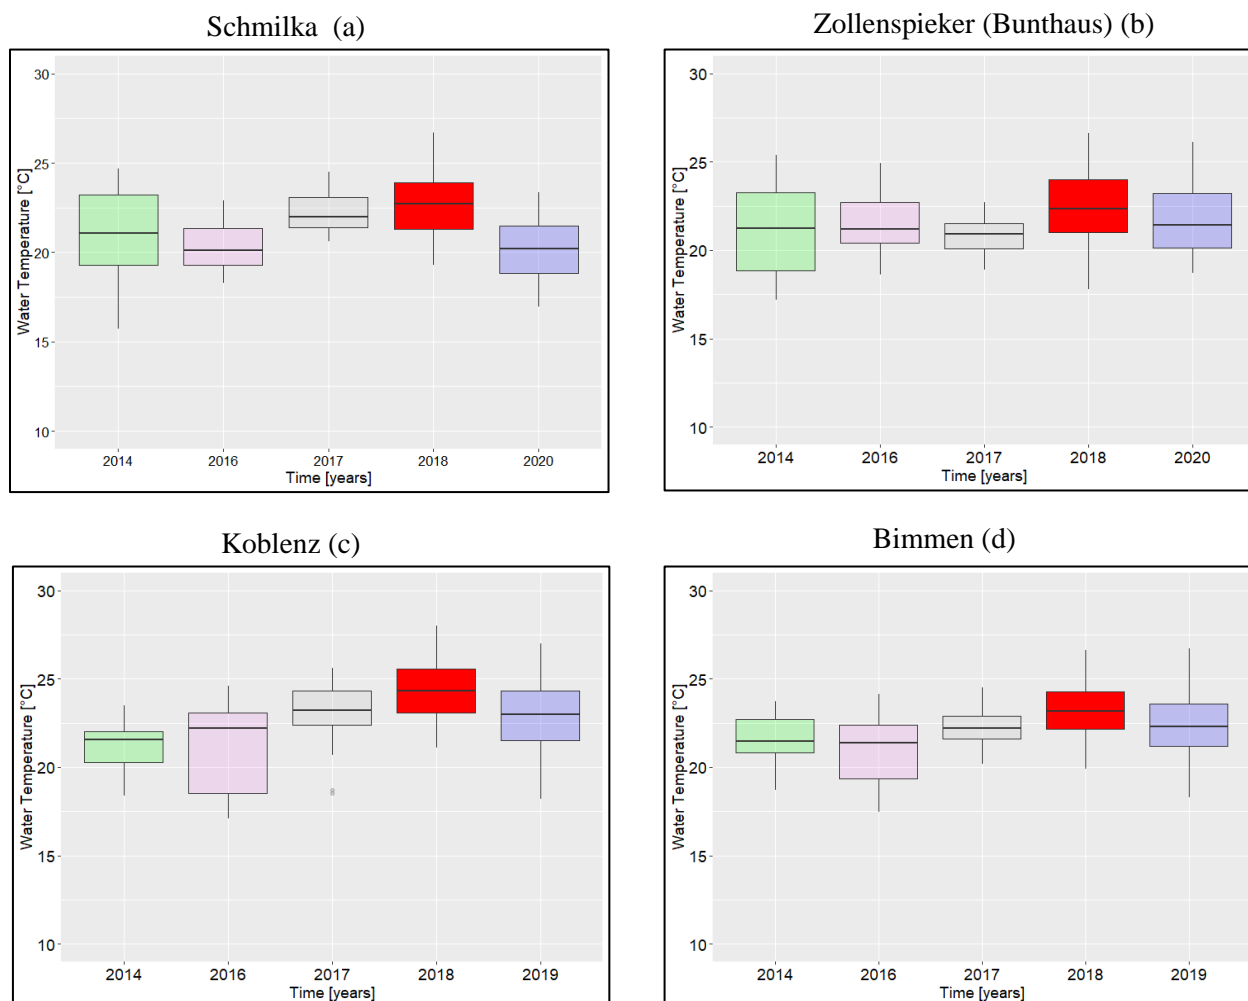 Schmilka  (a)
30
25
20
15
10
Water Temperature [°C]
2014 2016 2017 2018 2020
Time [years]
Zollenspieker (Bunthaus) (b)
30
25
20
15
10
Water Temperature [°C]
2014 2016 2017 2018 2020
Time [years]
Koblenz (c)
30
25
20
15
10
Water Temperature [°C]
2014 2016 2017 2018 2019
Time [years]
Bimmen (d)
30
25
20
15
10
Water Temperature [°C]
2014 2016 2017 2018 2019
Time [years]